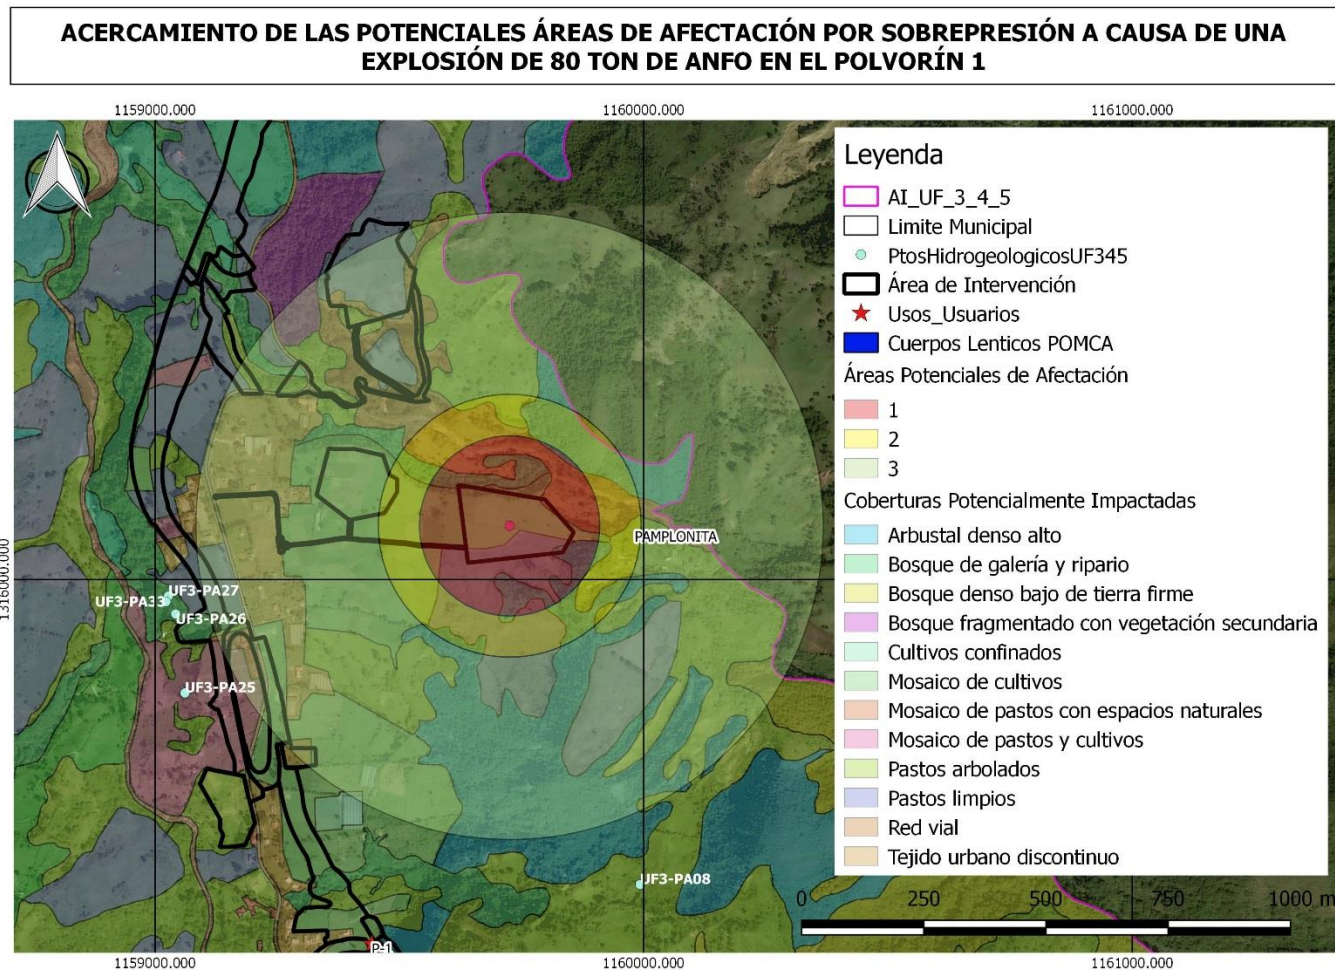 ACERCAMIENTO DE LAS POTENCIALES ÁREAS DE AFECTACIÓN POR SOBREPRESIÓN A CAUSA DE UNA
EXPLOSIÓN DE 80 TON DE ANFO EN EL POLVORÍN 1
1159000.000
1160000.000
1161000.000
Leyenda
AI_UF_3_4_5
Limite Municipal
PtosHidrogeologicosUF345
Área de Intervención
Usos_Usuarios
Cuerpos Lenticos POMCA
Áreas Potenciales de Afectación
1
2
3
Coberturas Potencialmente Impactadas
Arbustal denso alto
Bosque de galería y ripario
Bosque denso bajo de tierra firme
Bosque fragmentado con vegetación secundaria
Cultivos confinados
Mosaico de cultivos
Mosaico de pastos con espacios naturales
Mosaico de pastos y cultivos
Pastos arbolados
Pastos limpios
Red vial
Tejido urbano discontinuo
0 250 500 750 1000 m
1316000.000
PAMPLONITA
UF3-PA27
UF3-PA33
UF3-PA26
UF3-PA25
UF3-PA08
P-1
1159000.000
1160000.000
1161000.000